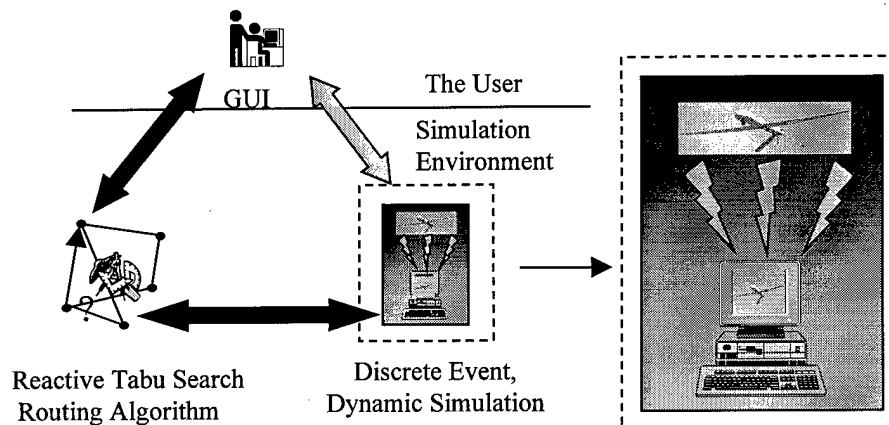 The User
GUI
Simulation
Environment
?
Reactive Tabu Search
Routing Algorithm
Discrete Event,
Dynamic Simulation